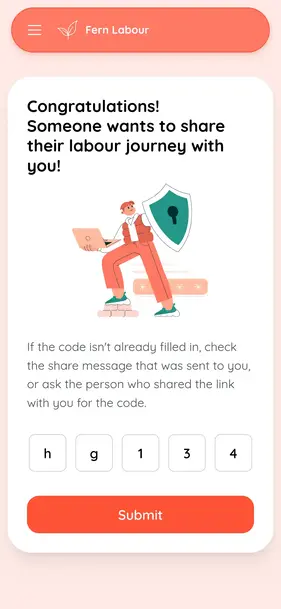 Fern Labour
Congratulations!
Someone wants to share
their labour journey with
you!
If the code isn't already filled in, check
the share message that was sent to you,
or ask the person who shared the link
with you for the code.
h g 1 3 4
Submit